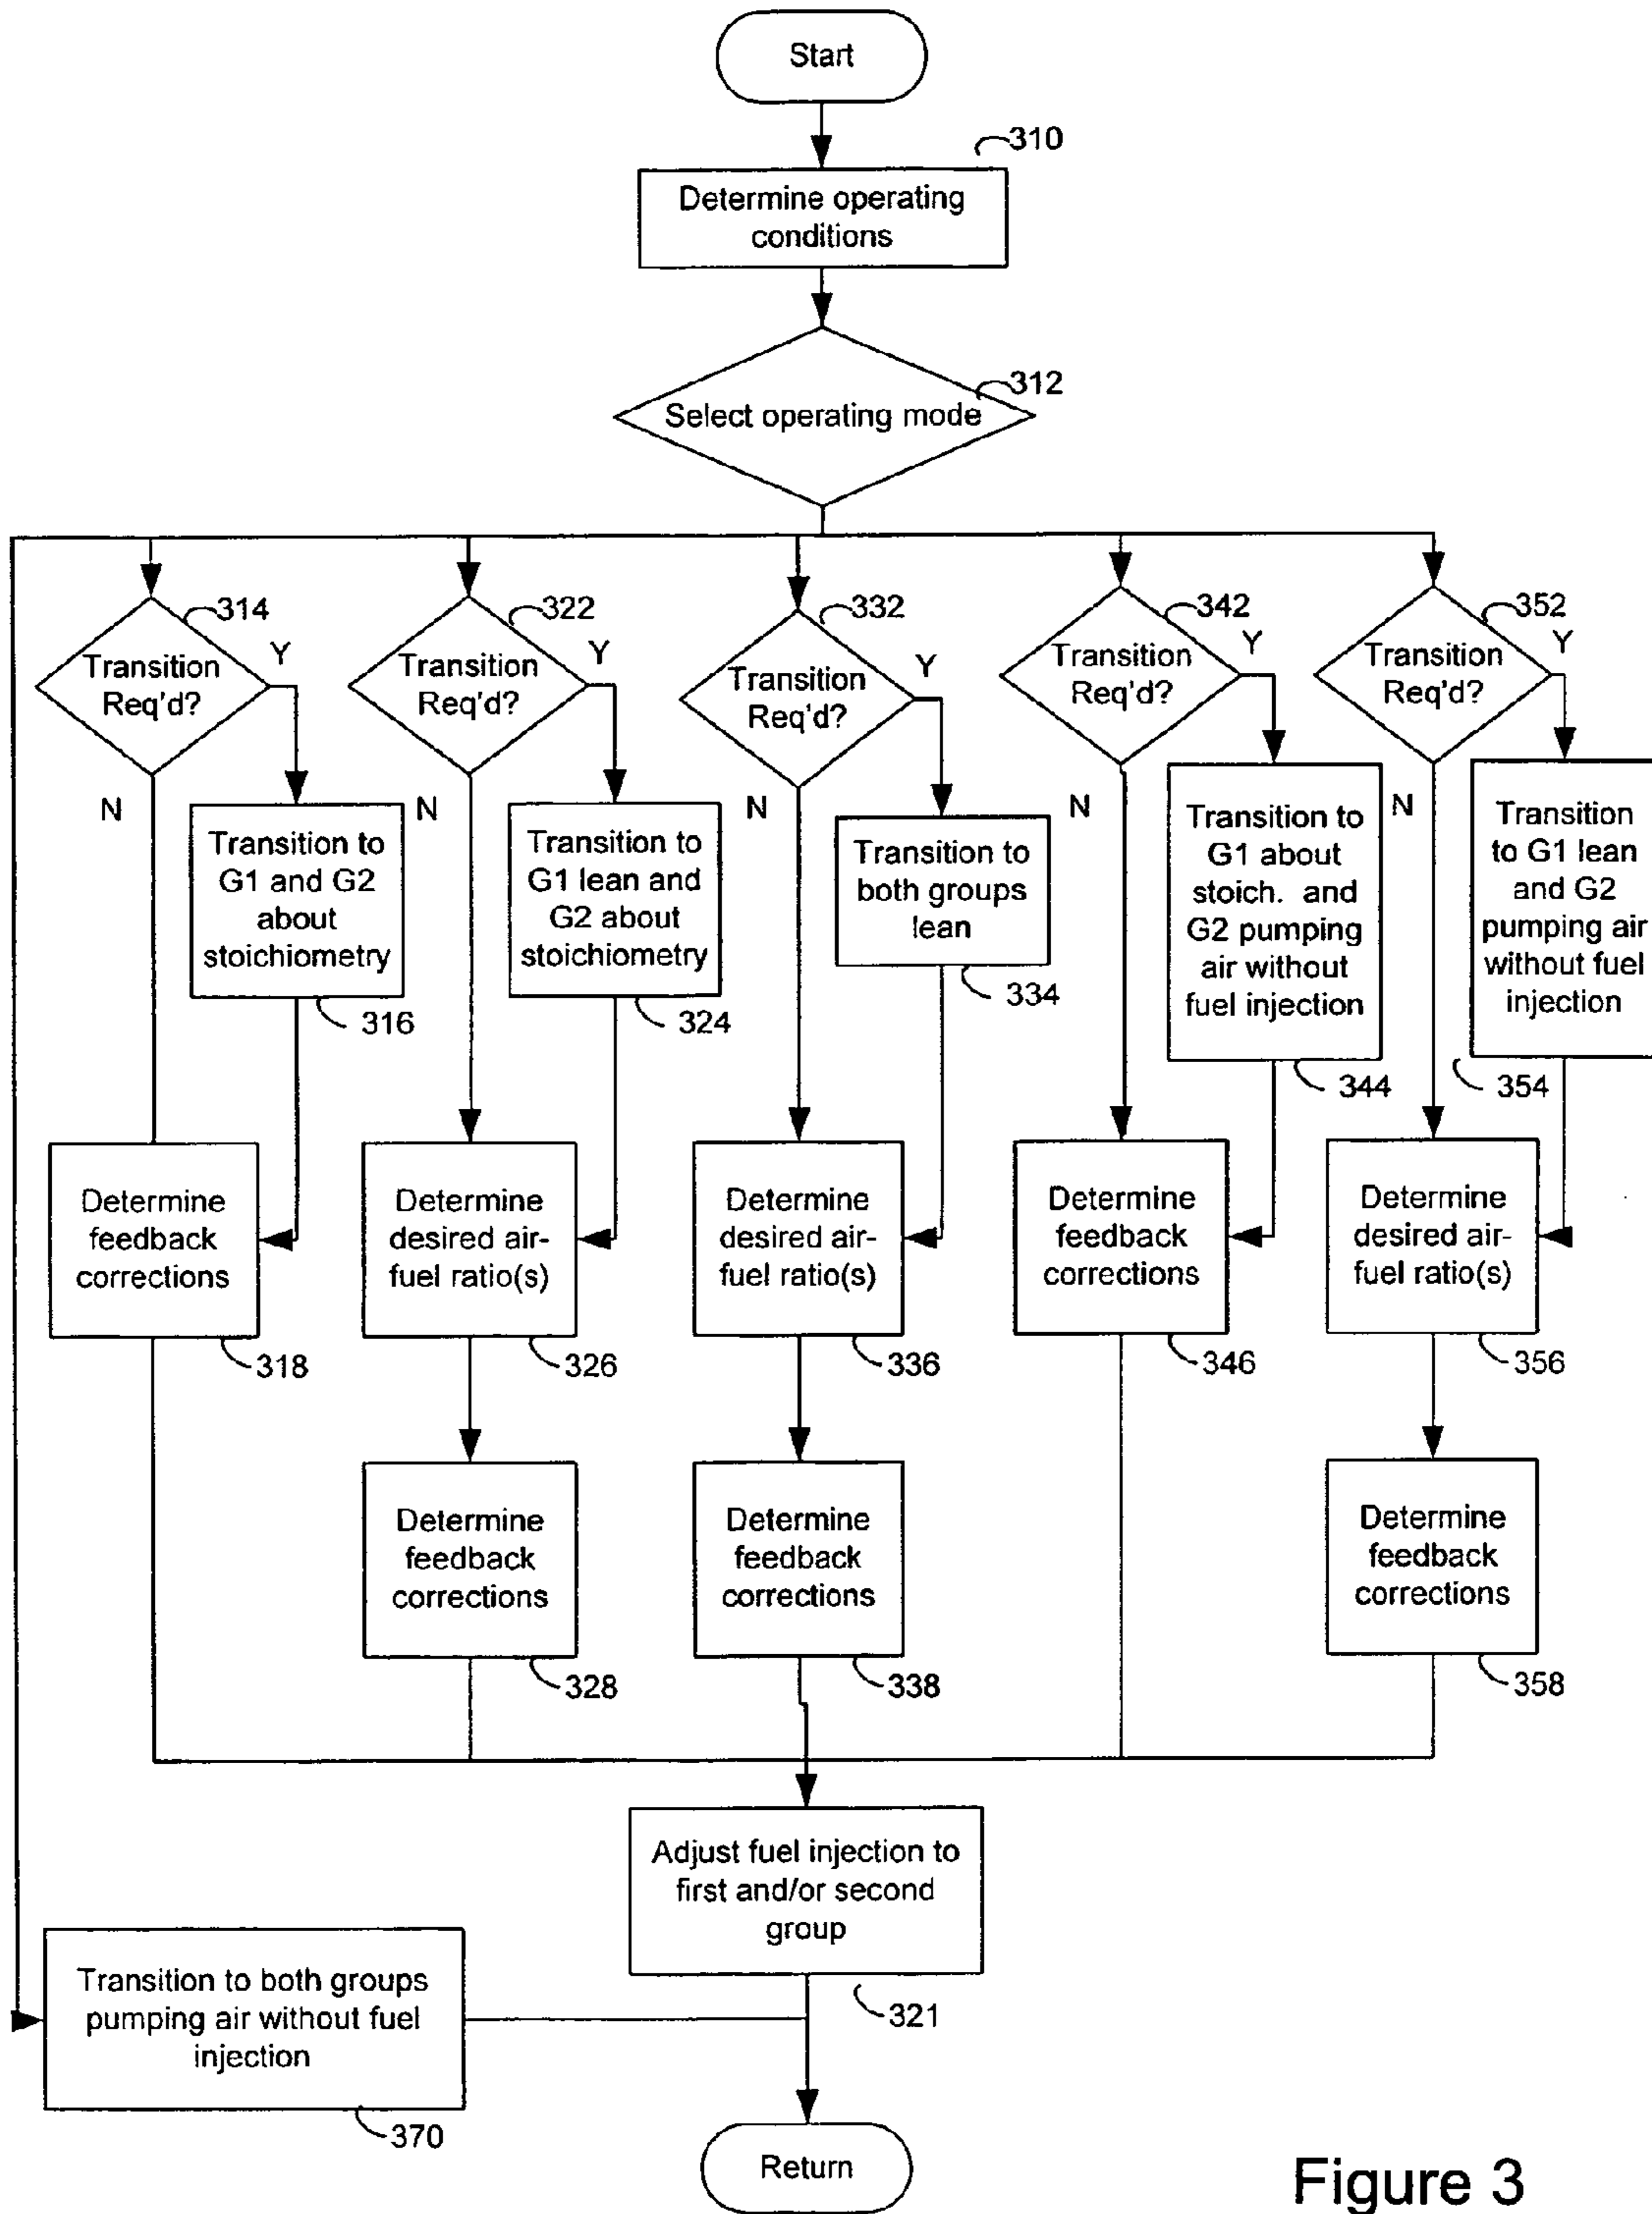 Start
310
Determine operating
conditions
312
Select operating mode
314
Transition
Req'd?
Y
N
322
Transition
Req'd?
Y
N
332
Transition
Req'd?
Y
N
342
Transition
Req'd?
Y
N
352
Transition
Req'd?
Y
N
Transition to
G1 and G2
about
stoichiometry
316
Transition to
G1 lean and
G2 about
stoichiometry
324
Transition to
both groups
lean
334
Transition to
G1 about
stoich. and
G2 pumping
air without
fuel injection
344
Transition
to G1 lean
and G2
pumping air
without fuel
injection
354
Determine
feedback
corrections
318
Determine
desired air-
fuel ratio(s)
326
Determine
desired air-
fuel ratio(s)
336
Determine
feedback
corrections
346
Determine
desired air-
fuel ratio(s)
356
Determine
feedback
corrections
328
Determine
feedback
corrections
338
Determine
feedback
corrections
358
Adjust fuel injection to
first and/or second
group
321
Transition to both groups
pumping air without fuel
injection
370
Return
Figure 3